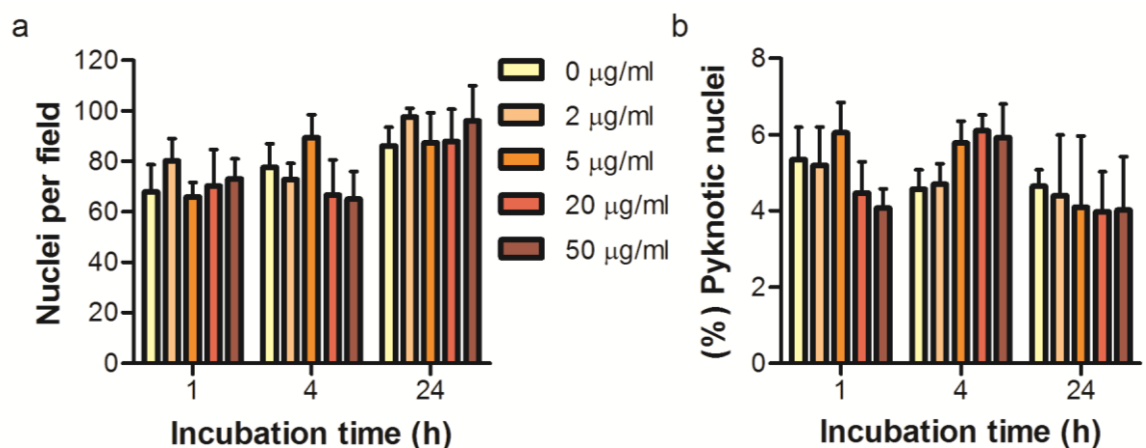 a
Nuclei per field
120
100
80
60
40
20
0
1 4 24
Incubation time (h)
0 μg/ml
2 μg/ml
5 μg/ml
20 μg/ml
50 μg/ml
b
(%) Pyknotic nuclei
8
6
4
2
0
1 4 24
Incubation time (h)